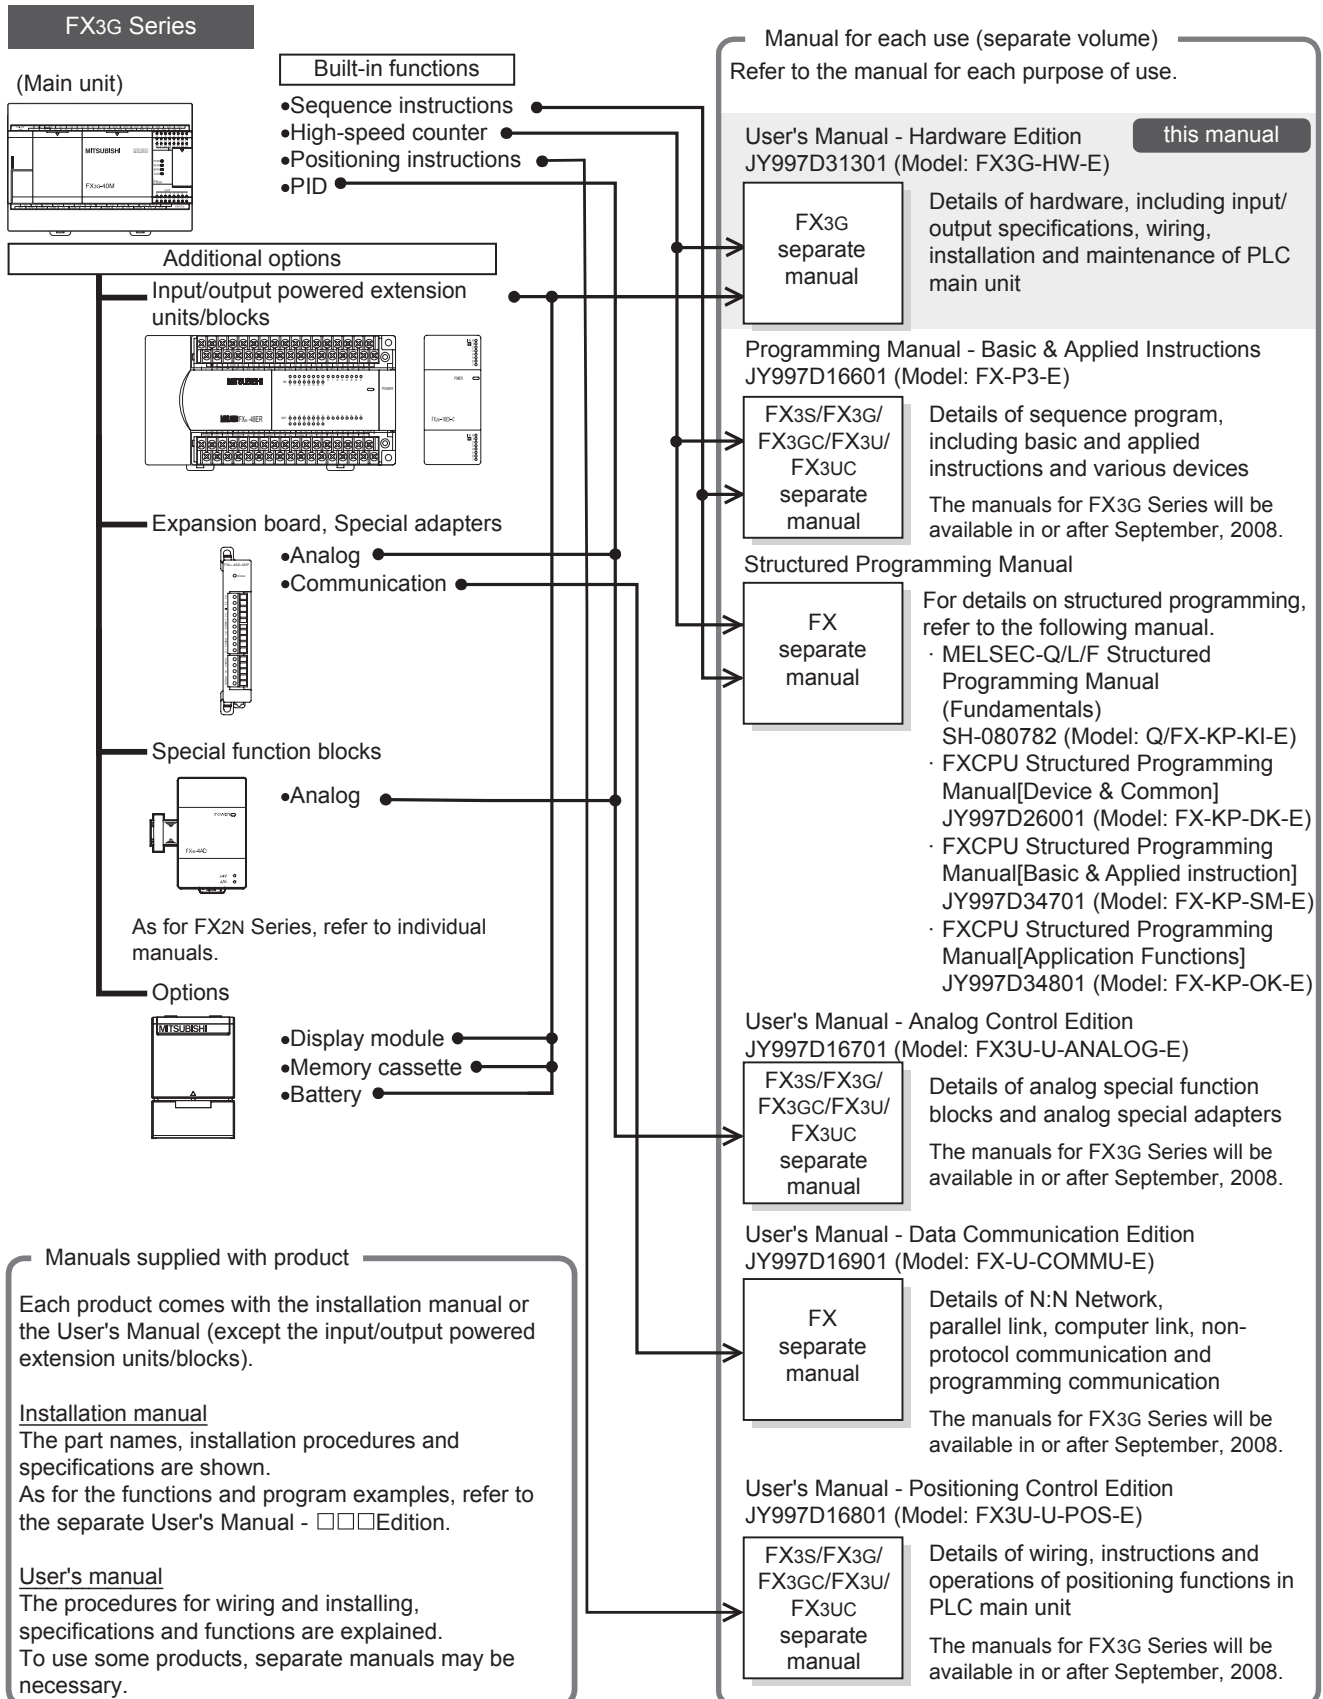 FX3G Series
(Main unit)
MITSUBISHI
FX3G-40M
Built-in functions
•Sequence instructions
•High-speed counter
•Positioning instructions
•PID
Additional options
Input/output powered extension
units/blocks
MITSUBISHI
POWER
POWER
Expansion board, Special adapters
•Analog
•Communication
Special function blocks
POWER
•Analog
As for FX2N Series, refer to individual
manuals.
Options
MITSUBISHI
•Display module
•Memory cassette
•Battery
Manuals supplied with product
Each product comes with the installation manual or
the User's Manual (except the input/output powered
extension units/blocks).
Installation manual
The part names, installation procedures and
specifications are shown.
As for the functions and program examples, refer to
the separate User's Manual - □□□Edition.
User's manual
The procedures for wiring and installing,
specifications and functions are explained.
To use some products, separate manuals may be
necessary.
Manual for each use (separate volume)
Refer to the manual for each purpose of use.
User's Manual - Hardware Edition
this manual
JY997D31301 (Model: FX3G-HW-E)
FX3G
separate
manual
Details of hardware, including input/
output specifications, wiring,
installation and maintenance of PLC
main unit
Programming Manual - Basic & Applied Instructions
JY997D16601 (Model: FX-P3-E)
FX3S/FX3G/
FX3GC/FX3U/
FX3UC
separate
manual
Details of sequence program,
including basic and applied
instructions and various devices
The manuals for FX3G Series will be
available in or after September, 2008.
Structured Programming Manual
FX
separate
manual
For details on structured programming,
refer to the following manual.
· MELSEC-Q/L/F Structured
Programming Manual
(Fundamentals)
SH-080782 (Model: Q/FX-KP-KI-E)
· FXCPU Structured Programming
Manual[Device & Common]
JY997D26001 (Model: FX-KP-DK-E)
· FXCPU Structured Programming
Manual[Basic & Applied instruction]
JY997D34701 (Model: FX-KP-SM-E)
· FXCPU Structured Programming
Manual[Application Functions]
JY997D34801 (Model: FX-KP-OK-E)
User's Manual - Analog Control Edition
JY997D16701 (Model: FX3U-U-ANALOG-E)
FX3S/FX3G/
FX3GC/FX3U/
FX3UC
separate
manual
Details of analog special function
blocks and analog special adapters
The manuals for FX3G Series will be
available in or after September, 2008.
User's Manual - Data Communication Edition
JY997D16901 (Model: FX-U-COMMU-E)
FX
separate
manual
Details of N:N Network,
parallel link, computer link, non-
protocol communication and
programming communication
The manuals for FX3G Series will be
available in or after September, 2008.
User's Manual - Positioning Control Edition
JY997D16801 (Model: FX3U-U-POS-E)
FX3S/FX3G/
FX3GC/FX3U/
FX3UC
separate
manual
Details of wiring, instructions and
operations of positioning functions in
PLC main unit
The manuals for FX3G Series will be
available in or after September, 2008.